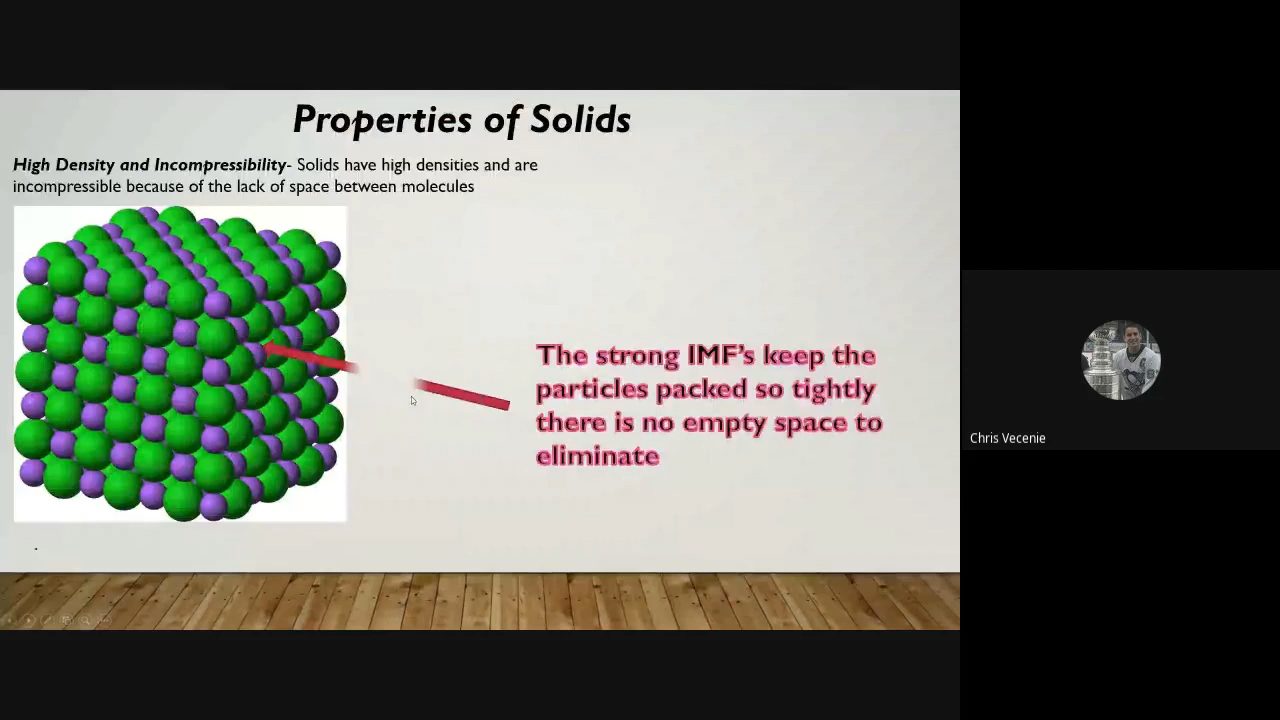 Properties of Solids
High Density and Incompressibility- Solids have high densities and are
incompressible because of the lack of space between molecules
The strong IMF's keep the
particles packed so tightly
there is no empty space to
eliminate
.
Chris Vecenie